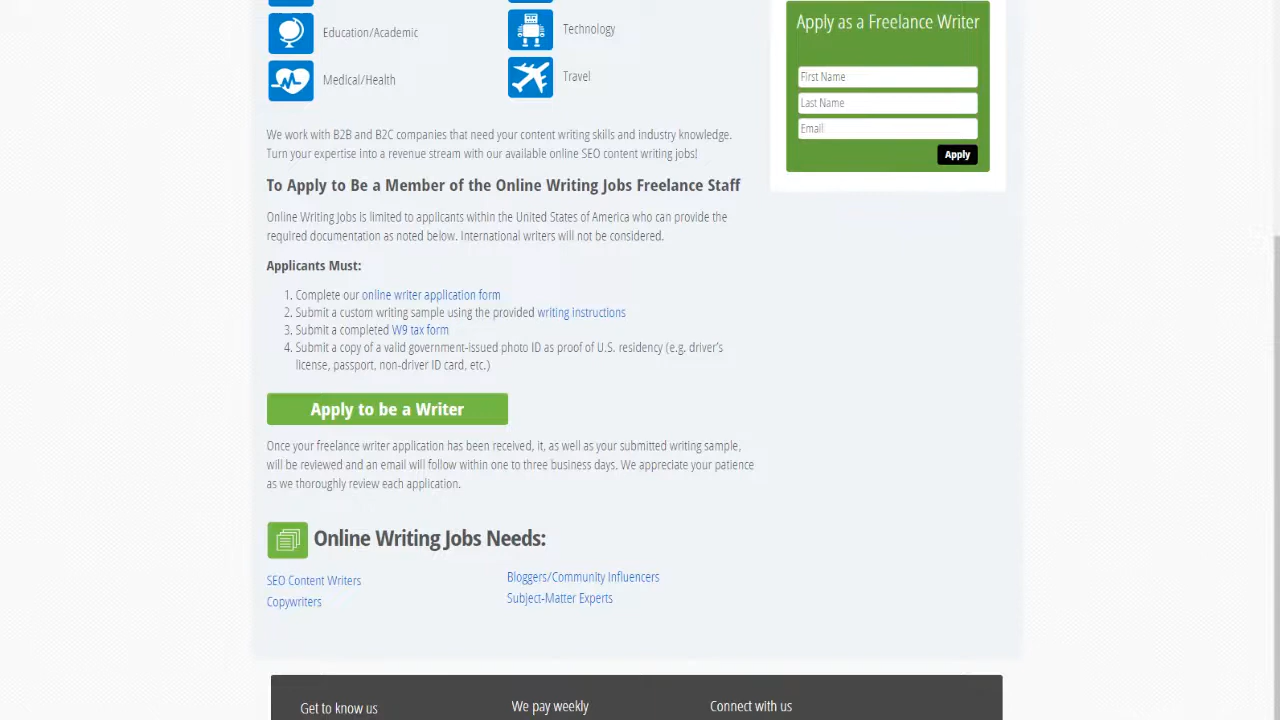 Education/Academic
Technology
Medical/Health
Travel
We work with B2B and B2C companies that need your content writing skills and industry knowledge.
Turn your expertise into a revenue stream with our available online SEO content writing jobs!
To Apply to Be a Member of the Online Writing Jobs Freelance Staff
Online Writing Jobs is limited to applicants within the United States of America who can provide the
required documentation as noted below. International writers will not be considered.
Applicants Must:
1. Complete our online writer application form
2. Submit a custom writing sample using the provided writing instructions
3. Submit a completed W9 tax form
4. Submit a copy of a valid government-issued photo ID as proof of U.S. residency (e.g. driver's
license, passport, non-driver ID card, etc.)
Apply to be a Writer
Once your freelance writer application has been received, it, as well as your submitted writing sample,
will be reviewed and an email will follow within one to three business days. We appreciate your patience
as we thoroughly review each application.
Online Writing Jobs Needs:
SEO Content Writers
Copywriters
Bloggers/Community Influencers
Subject-Matter Experts
Apply as a Freelance Writer
First Name
Last Name
Email
Apply
Get to know us
We pay weekly
Connect with us